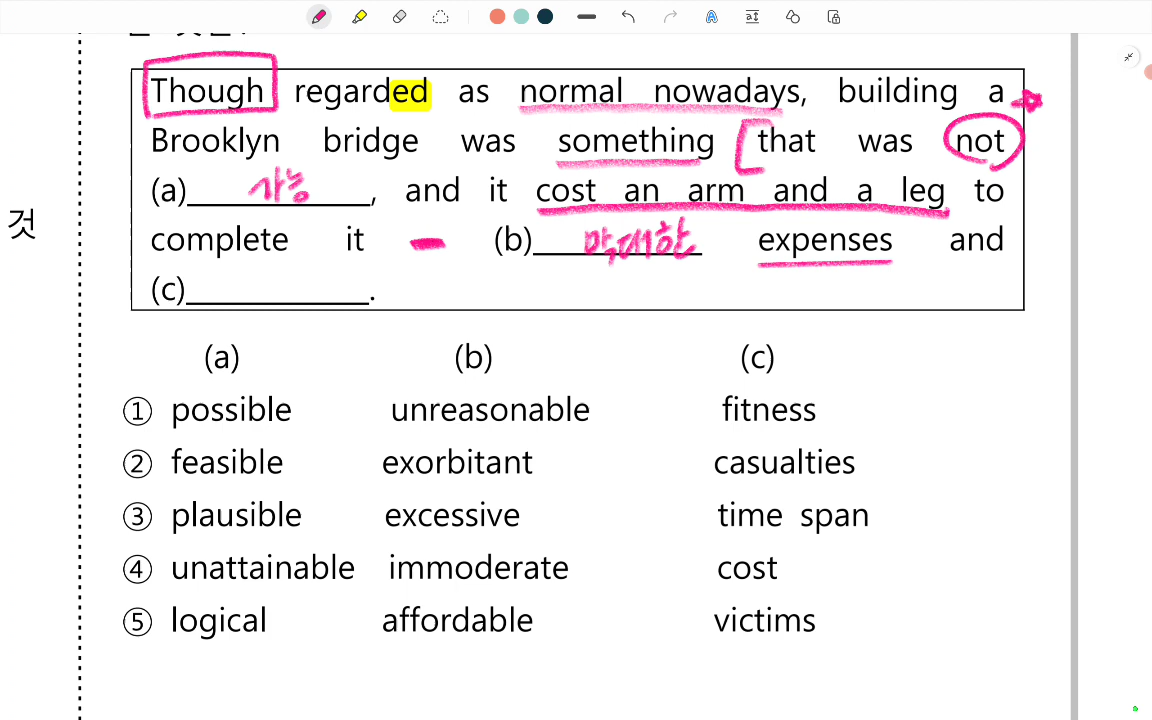 Though regarded as normal nowadays, building a
Brooklyn bridge was something that was not
(a) 가능, and it cost an arm and a leg to
complete it (b) 막대한 expenses and
(c).
것
(a) (b) (c)
① possible unreasonable fitness
② feasible exorbitant casualties
③ plausible excessive time span
④ unattainable immoderate cost
⑤ logical affordable victims